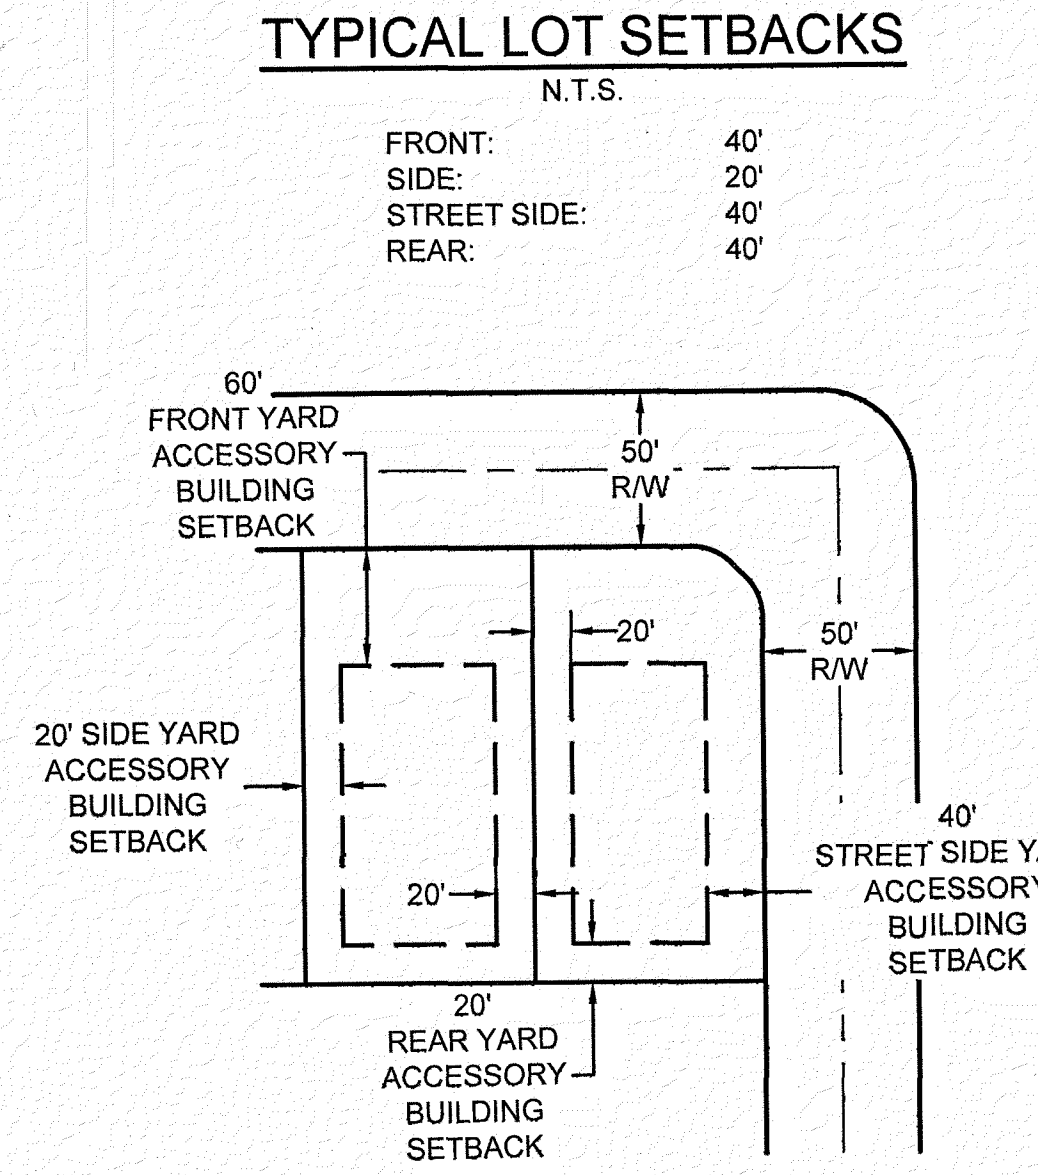 TYPICAL LOT SETBACKS
N.T.S.
FRONT: 40'
SIDE: 20'
STREET SIDE: 40'
REAR: 40'
60'
FRONT YARD
ACCESSORY
BUILDING
SETBACK
50'
R/W
20'
50'
R/W
20' SIDE YARD
ACCESSORY
BUILDING
SETBACK
40'
STREET SIDE
ACCESSORY
BUILDING
SETBACK
20'
20'
REAR YARD
ACCESSORY
BUILDING
SETBACK